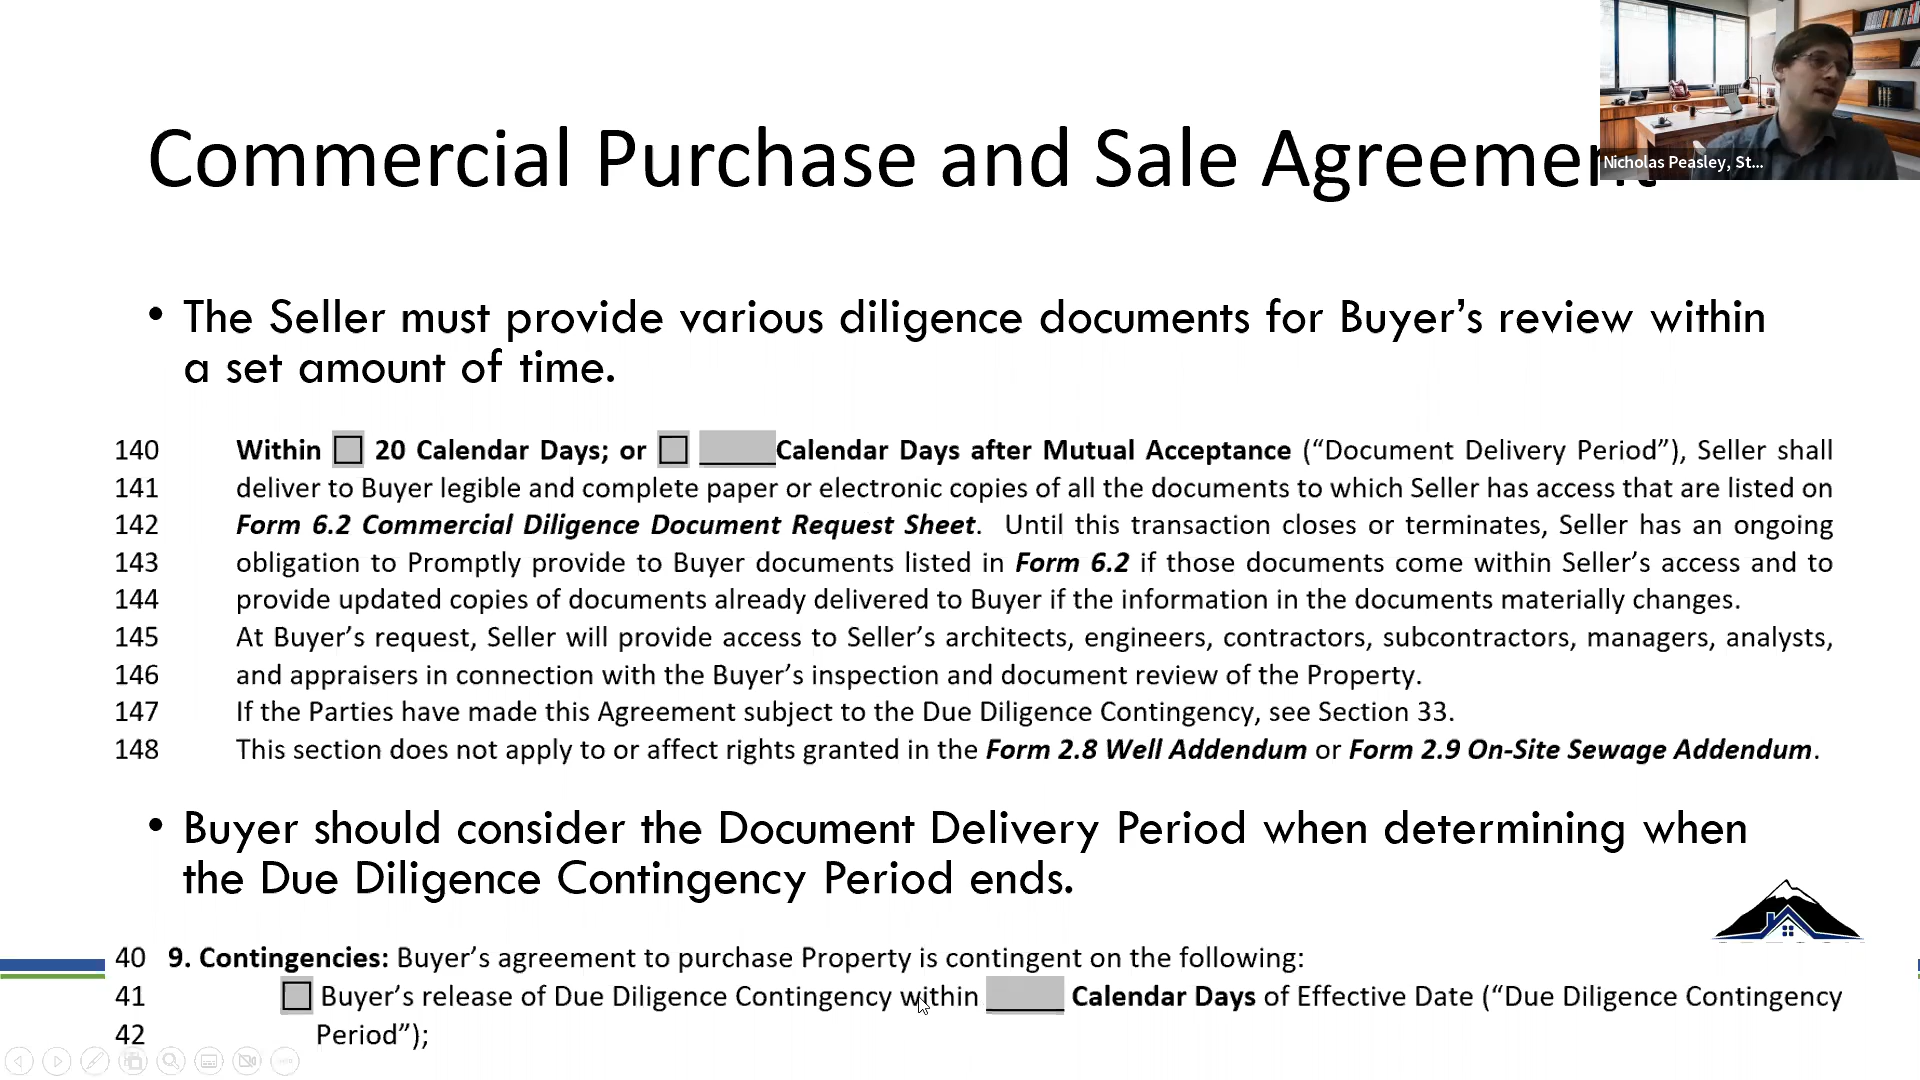 Commercial Purchase and Sale Agreement
Nicholas Peasley, St...
• The Seller must provide various diligence documents for Buyer’s review within
a set amount of time.
140 Within ☐ 20 Calendar Days; or ☐ _____Calendar Days after Mutual Acceptance (“Document Delivery Period”), Seller shall
141 deliver to Buyer legible and complete paper or electronic copies of all the documents to which Seller has access that are listed on
142 Form 6.2 Commercial Diligence Document Request Sheet. Until this transaction closes or terminates, Seller has an ongoing
143 obligation to Promptly provide to Buyer documents listed in Form 6.2 if those documents come within Seller’s access and to
144 provide updated copies of documents already delivered to Buyer if the information in the documents materially changes.
145 At Buyer’s request, Seller will provide access to Seller’s architects, engineers, contractors, subcontractors, managers, analysts,
146 and appraisers in connection with the Buyer’s inspection and document review of the Property.
147 If the Parties have made this Agreement subject to the Due Diligence Contingency, see Section 33.
148 This section does not apply to or affect rights granted in the Form 2.8 Well Addendum or Form 2.9 On-Site Sewage Addendum.
• Buyer should consider the Document Delivery Period when determining when
the Due Diligence Contingency Period ends.
40 9. Contingencies: Buyer’s agreement to purchase Property is contingent on the following:
41 ☐ Buyer’s release of Due Diligence Contingency within _____ Calendar Days of Effective Date (“Due Diligence Contingency
42 Period”);